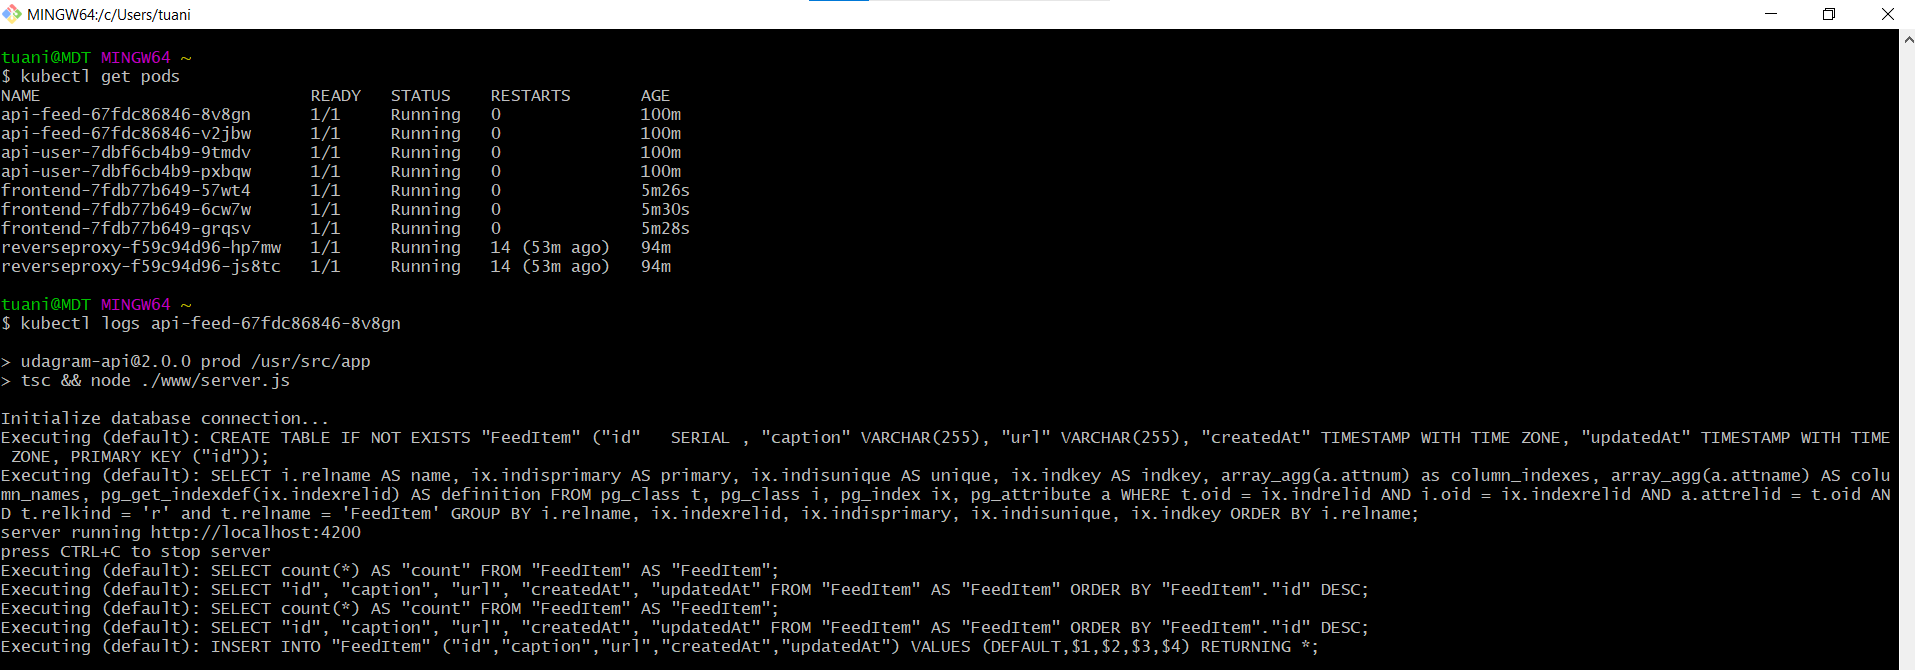 MINGW64:/c/Users/tuani
tuani@MDT MINGW64 ~
$ kubectl get pods
NAME READY STATUS RESTARTS AGE
api-feed-67fdc86846-8v8gn 1/1 Running 0 100m
api-feed-67fdc86846-v2jbw 1/1 Running 0 100m
api-user-7dbf6cb4b9-9tmdv 1/1 Running 0 100m
api-user-7dbf6cb4b9-pxbqw 1/1 Running 0 100m
frontend-7fdb77b649-57wt4 1/1 Running 0 5m26s
frontend-7fdb77b649-6cw7w 1/1 Running 0 5m30s
frontend-7fdb77b649-grqsv 1/1 Running 0 5m28s
reverseproxy-f59c94d96-hp7mw 1/1 Running 14 (53m ago) 94m
reverseproxy-f59c94d96-js8tc 1/1 Running 14 (53m ago) 94m
tuani@MDT MINGW64 ~
$ kubectl logs api-feed-67fdc86846-8v8gn
> udagram-api@2.0.0 prod /usr/src/app
> tsc && node ./www/server.js
Initialize database connection...
Executing (default): CREATE TABLE IF NOT EXISTS "FeedItem" ("id"   SERIAL , "caption" VARCHAR(255), "url" VARCHAR(255), "createdAt" TIMESTAMP WITH TIME ZONE, "updatedAt" TIMESTAMP WITH TIME
 ZONE, PRIMARY KEY ("id"));
Executing (default): SELECT i.relname AS name, ix.indisprimary AS primary, ix.indisunique AS unique, ix.indkey AS indkey, array_agg(a.attnum) as column_indexes, array_agg(a.attname) AS colu
mn_names, pg_get_indexdef(ix.indexrelid) AS definition FROM pg_class t, pg_class i, pg_index ix, pg_attribute a WHERE t.oid = ix.indrelid AND i.oid = ix.indexrelid AND a.attrelid = t.oid AN
D t.relkind = 'r' and t.relname = 'FeedItem' GROUP BY i.relname, ix.indexrelid, ix.indisprimary, ix.indisunique, ix.indkey ORDER BY i.relname;
server running http://localhost:4200
press CTRL+C to stop server
Executing (default): SELECT count(*) AS "count" FROM "FeedItem" AS "FeedItem";
Executing (default): SELECT "id", "caption", "url", "createdAt", "updatedAt" FROM "FeedItem" AS "FeedItem" ORDER BY "FeedItem"."id" DESC;
Executing (default): SELECT count(*) AS "count" FROM "FeedItem" AS "FeedItem";
Executing (default): SELECT "id", "caption", "url", "createdAt", "updatedAt" FROM "FeedItem" AS "FeedItem" ORDER BY "FeedItem"."id" DESC;
Executing (default): INSERT INTO "FeedItem" ("id","caption","url","createdAt","updatedAt") VALUES (DEFAULT,$1,$2,$3,$4) RETURNING *;